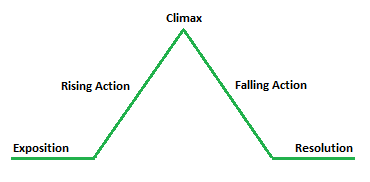 Climax
Rising Action
Falling Action
Exposition
Resolution